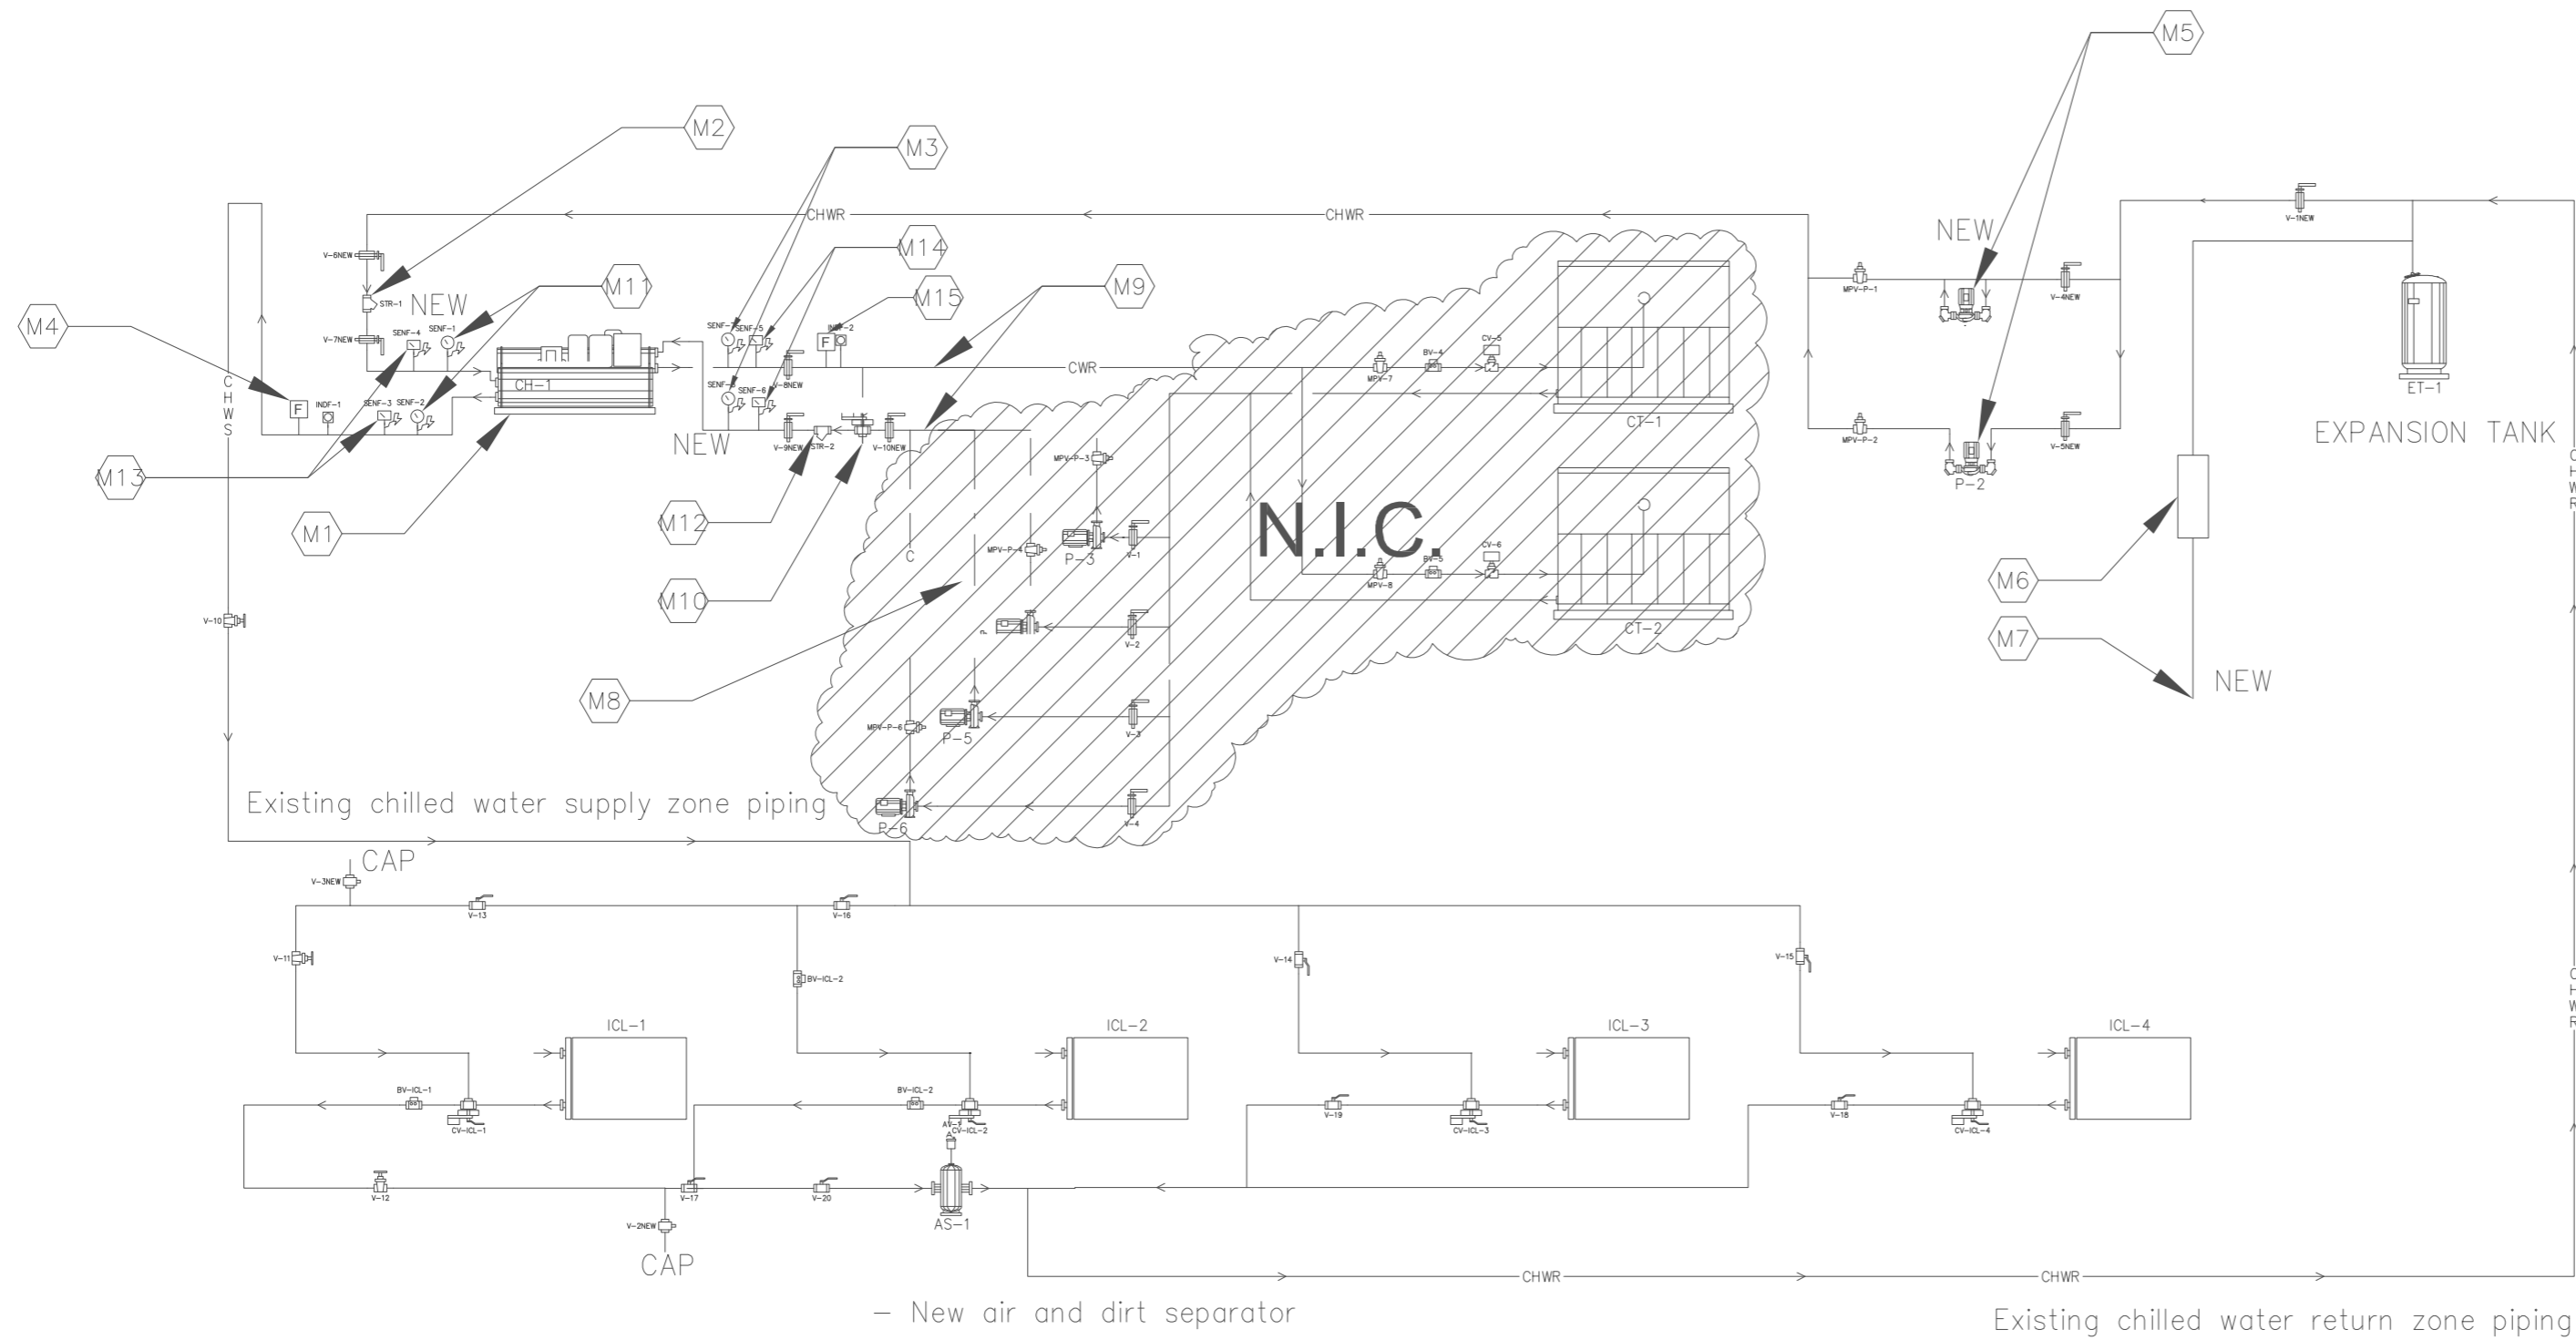 M5
M2
M3
V-1NEW
CHWR
CHWR
NEW
M14
V-6NEW
M11
M15
M9
MPV-P-1
V-4NEW
STR-1
NEW
M4
SENF-4
SENF-1
SENF-5
V-7NEW
BV-4
CV-5
CH-1
V-8NEW
CWR
MPV-7
ET-1
CHWS
INDF-1
SENF-3
SENF-2
SENF-6
CT-1
EXPANSION TANK
NEW
V-9NEW
STR-2
V-10NEW
MPV-P-2
V-5NEW
P-2
MPV-P-3
M13
M12
M1
N.I.C.
MPV-P-4
P-3
V-1
C
CV-6
BV-5
MPV-8
M6
M10
V-10
CT-2
V-2
M7
NEW
M8
MPV-P-6
P-5
V-3
Existing chilled water supply zone piping
P-6
V-4
CAP
V-3NEW
V-13
V-16
V-11
V-14
V-15
BV-ICL-2
ICL-1
ICL-2
ICL-3
ICL-4
BV-ICL-1
BV-ICL-2
V-19
V-18
CV-ICL-1
CV-ICL-2
CV-ICL-3
CV-ICL-4
V-12
V-17
V-20
V-2NEW
AS-1
CAP
CHWR
CHWR
- New air and dirt separator
Existing chilled water return zone piping